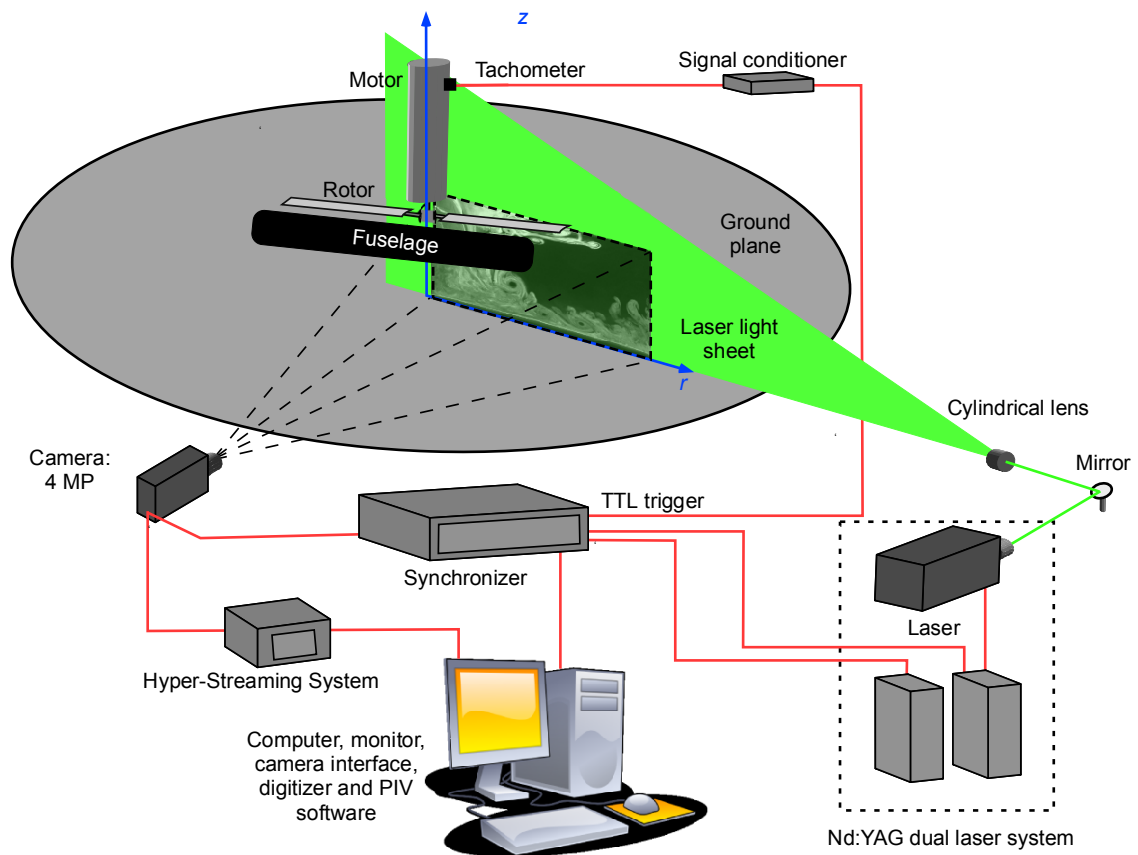 z
Signal conditioner
Motor
Tachometer
Rotor
Ground
plane
Fuselage
Laser light
sheet
r
Cylindrical lens
Camera:
4 MP
Mirror
TTL trigger
Synchronizer
Laser
Hyper-Streaming System
Computer, monitor,
camera interface,
digitizer and PIV
software
Nd:YAG dual laser system